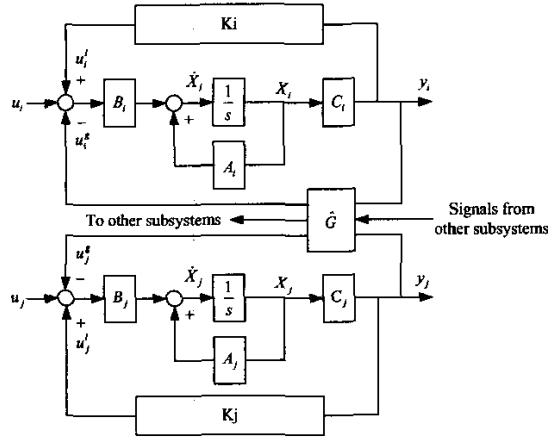 Ki
u_i^l
+
u_i
B_i
Ẋ_i
1/s
X_i
C_i
y_i
−
+
u_i^g
A_i
To other subsystems
Ĝ
Signals from
other subsystems
u_j^g
−
u_j
B_j
Ẋ_j
1/s
X_j
C_j
y_j
+
+
u_j^l
A_j
Kj